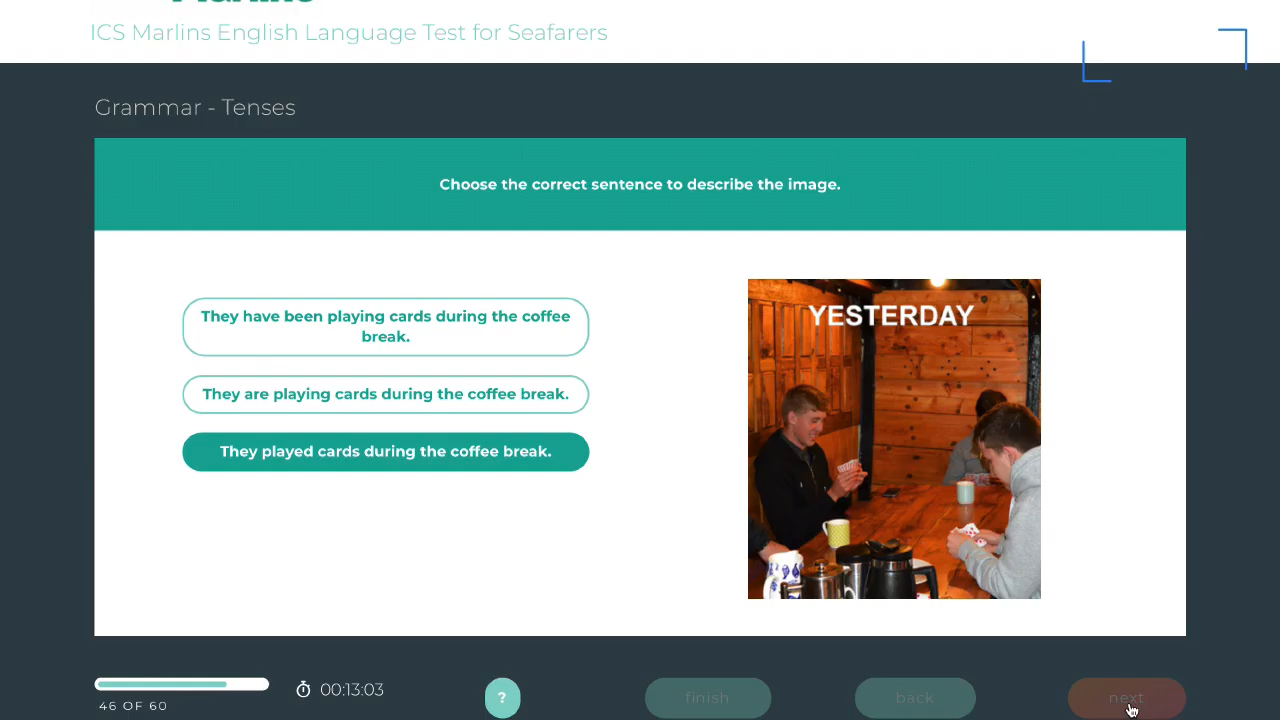 ICS Marlins English Language Test for Seafarers
Grammar - Tenses
Choose the correct sentence to describe the image.
They have been playing cards during the coffee
break.
They are playing cards during the coffee break.
They played cards during the coffee break.
YESTERDAY
00:13:03
?
finish
back
next
46 OF 60